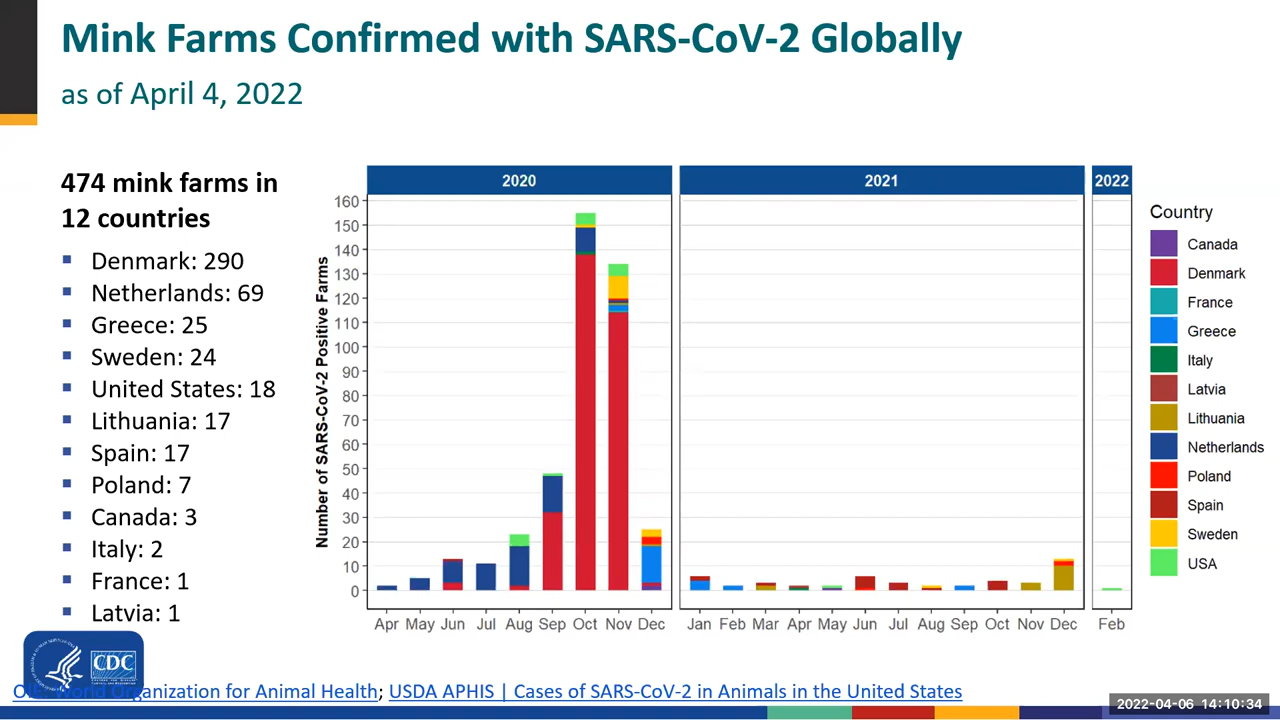 Mink Farms Confirmed with SARS-CoV-2 Globally
as of April 4, 2022
474 mink farms in
12 countries
Denmark: 290
Netherlands: 69
Greece: 25
Sweden: 24
United States: 18
Lithuania: 17
Spain: 17
Poland: 7
Canada: 3
Italy: 2
France: 1
Latvia: 1
Number of SARS-CoV-2 Positive Farms
160
150
140
130
120
110
100
90
80
70
60
50
40
30
20
10
0
2020
2021
2022
Apr May Jun Jul Aug Sep Oct Nov Dec
Jan Feb Mar Apr May Jun Jul Aug Sep Oct Nov Dec
Feb
Country
Canada
Denmark
France
Greece
Italy
Latvia
Lithuania
Netherlands
Poland
Spain
Sweden
USA
CDC
Organization for Animal Health; USDA APHIS | Cases of SARS-CoV-2 in Animals in the United States
2022-04-06 14:10:34